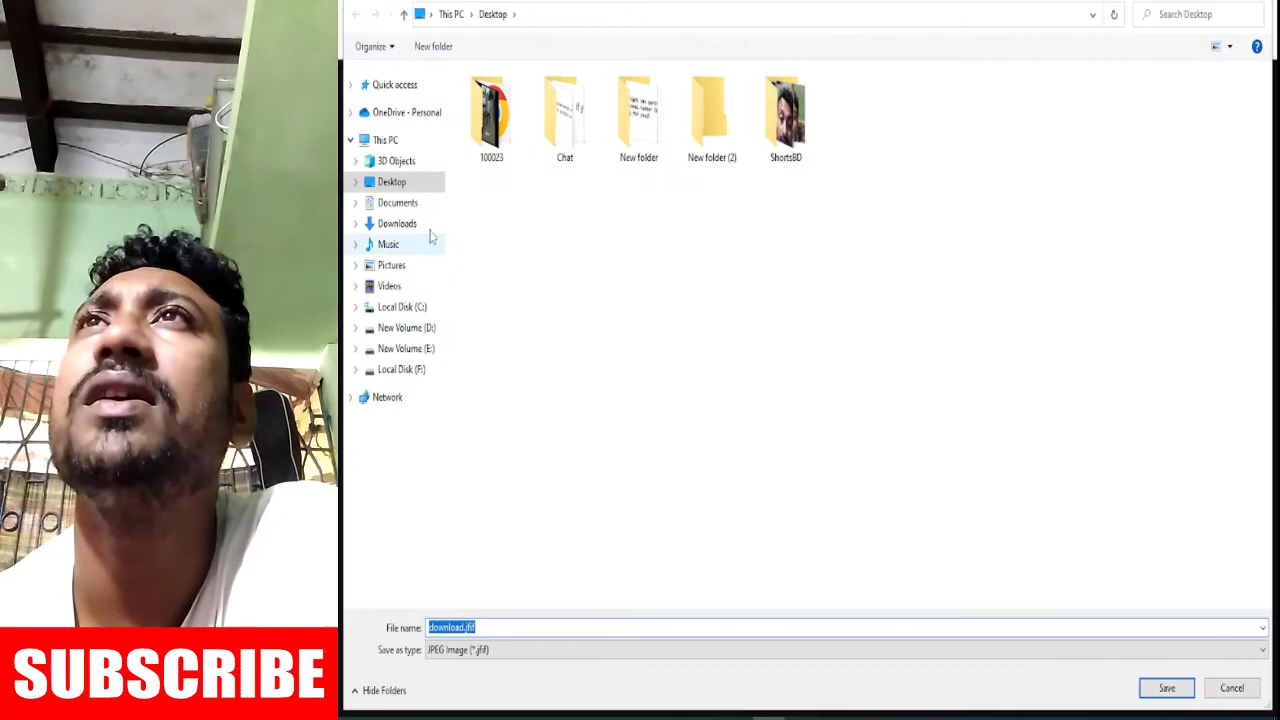 This PC > Desktop >
Search Desktop
Organize
New folder
Quick access
OneDrive - Personal
This PC
3D Objects
Desktop
Documents
Downloads
Music
Pictures
Videos
Local Disk (C:)
New Volume (D:)
New Volume (E:)
Local Disk (F:)
Network
100023
Chat
New folder
New folder (2)
ShortsBD
File name: download.jfif
Save as type: JPEG Image (*.jfif)
Hide Folders
Save
Cancel
SUBSCRIBE